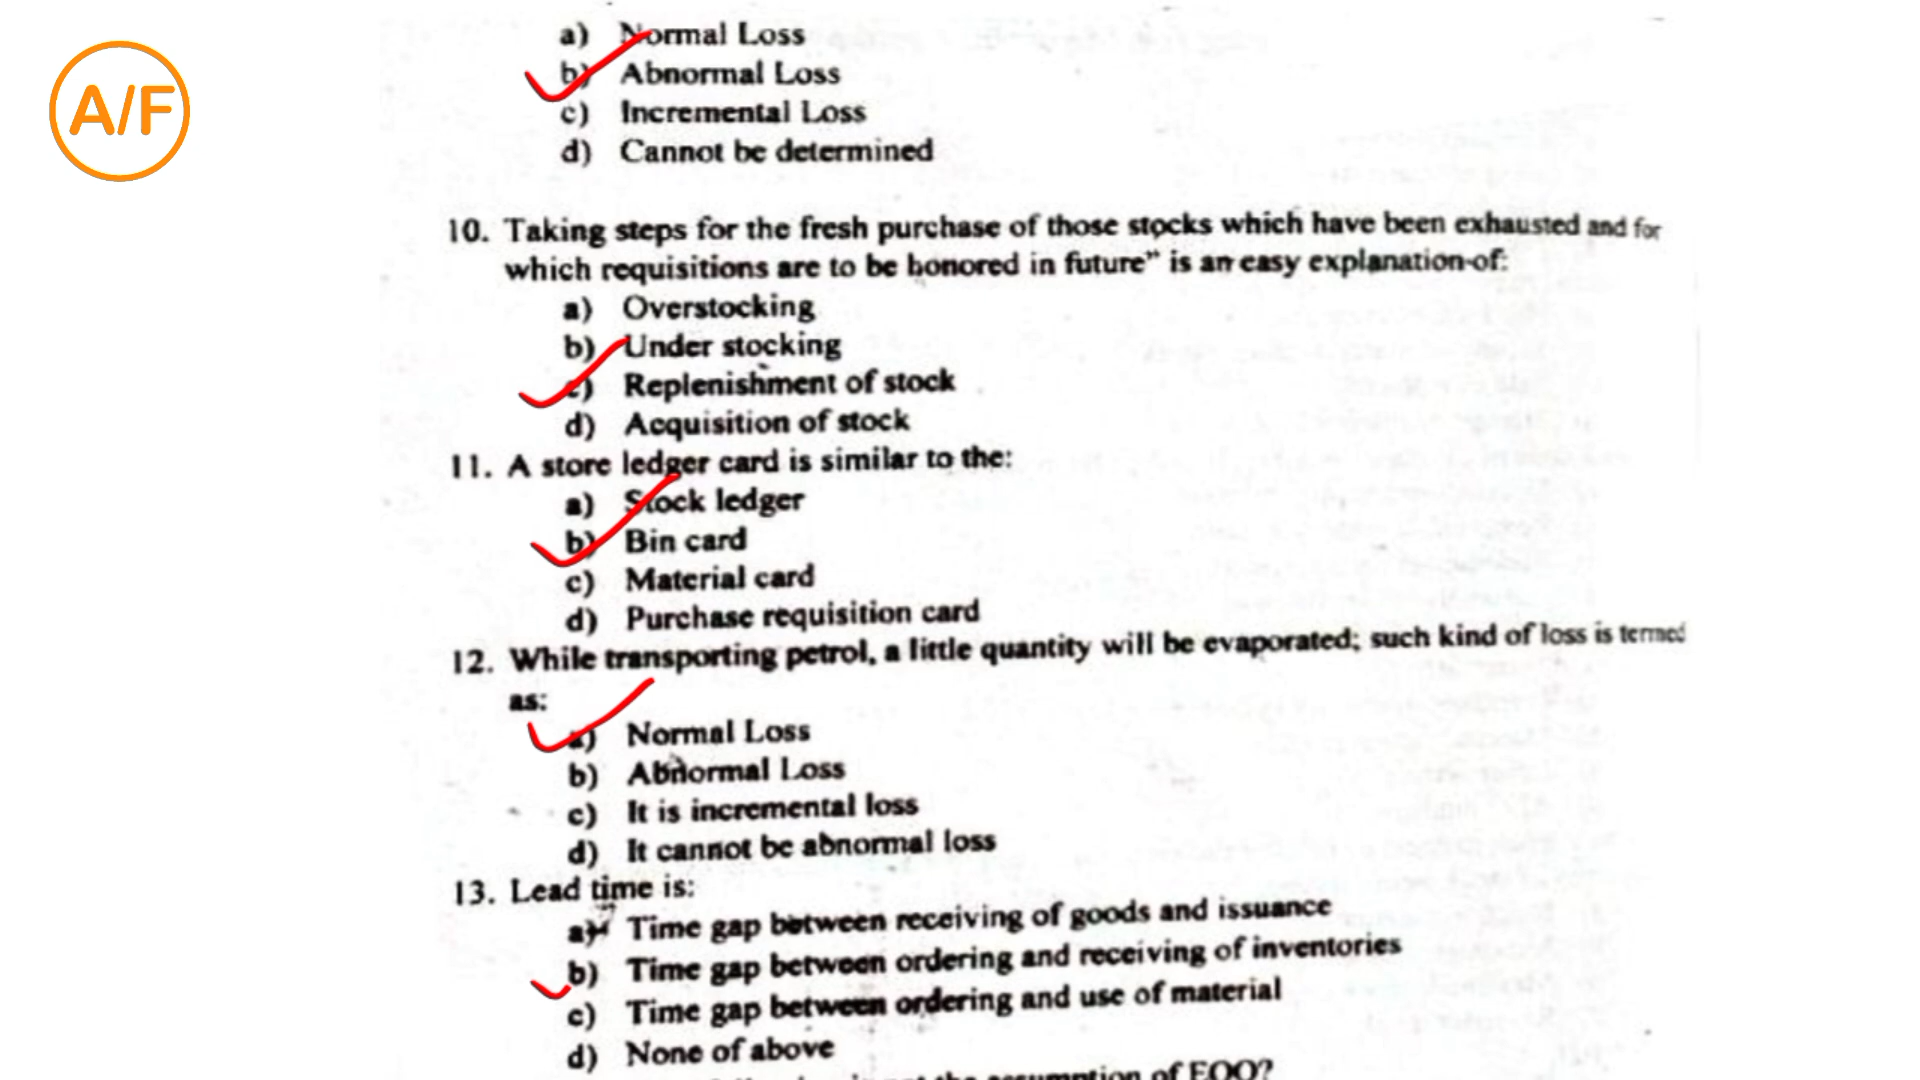 A/F
a) Normal Loss
b) Abnormal Loss
c) Incremental Loss
d) Cannot be determined
10. Taking steps for the fresh purchase of those stocks which have been exhausted and for
which requisitions are to be honored in future" is an easy explanation of:
a) Overstocking
b) Under stocking
c) Replenishment of stock
d) Acquisition of stock
11. A store ledger card is similar to the:
a) Stock ledger
b) Bin card
c) Material card
d) Purchase requisition card
12. While transporting petrol, a little quantity will be evaporated; such kind of loss is termed
as:
a) Normal Loss
b) Abnormal Loss
c) It is incremental loss
d) It cannot be abnormal loss
13. Lead time is:
a) Time gap between receiving of goods and issuance
b) Time gap between ordering and receiving of inventories
c) Time gap between ordering and use of material
d) None of above
is not the assumption of EOQ?